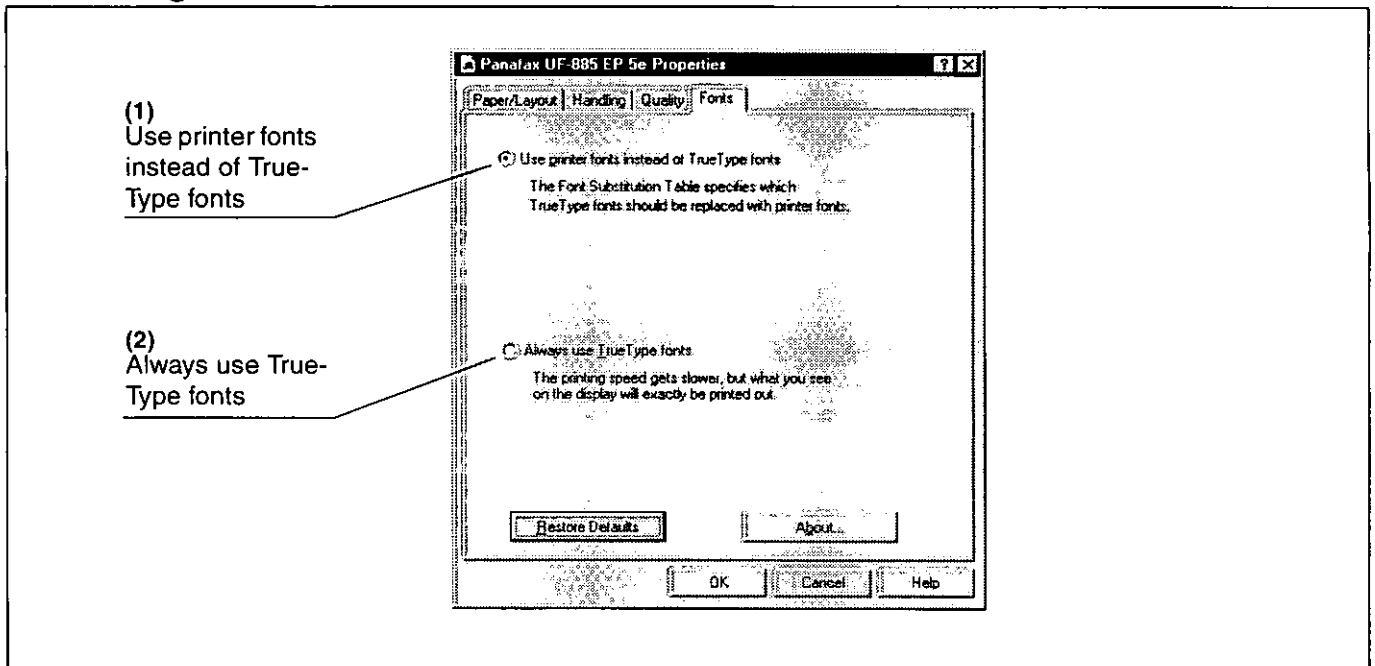 Panafax UF-885 EP 5e Properties
Paper/Layout Handling Quality Fonts
(1)
Use printer fonts
instead of True-
Type fonts
Use printer fonts instead of TrueType fonts
The Font Substitution Table specifies which
TrueType fonts should be replaced with printer fonts.
(2)
Always use True-
Type fonts
Always use TrueType fonts
The printing speed gets slower, but what you see
on the display will exactly be printed out.
Restore Defaults About...
OK Cancel Help